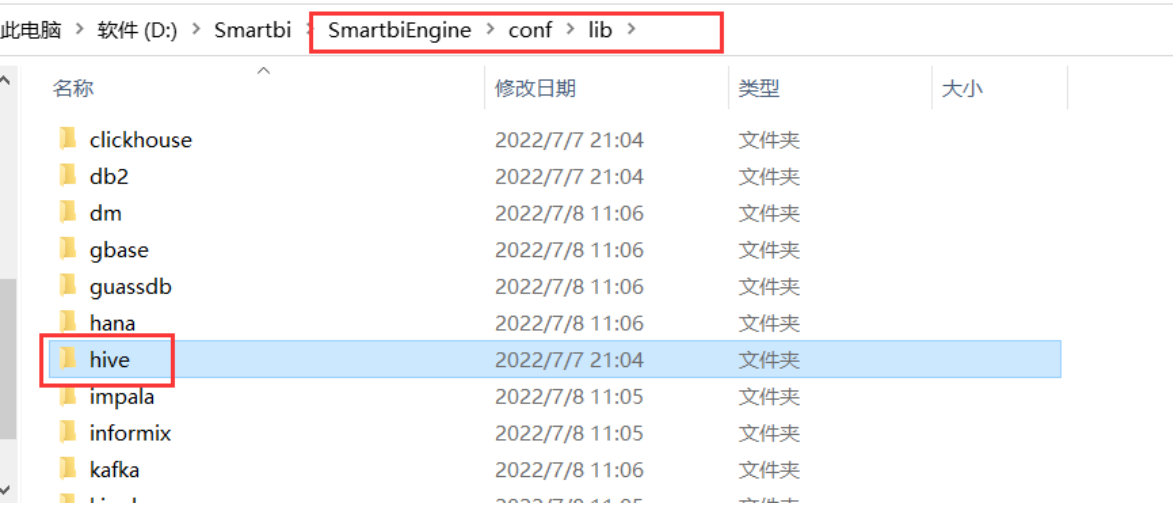 此电脑 > 软件 (D:) > Smartbi > SmartbiEngine > conf > lib >
名称 修改日期 类型 大小
clickhouse 2022/7/7 21:04 文件夹
db2 2022/7/7 21:04 文件夹
dm 2022/7/8 11:06 文件夹
gbase 2022/7/8 11:06 文件夹
guassdb 2022/7/8 11:06 文件夹
hana 2022/7/8 11:06 文件夹
hive 2022/7/7 21:04 文件夹
impala 2022/7/8 11:05 文件夹
informix 2022/7/8 11:05 文件夹
kafka 2022/7/8 11:06 文件夹